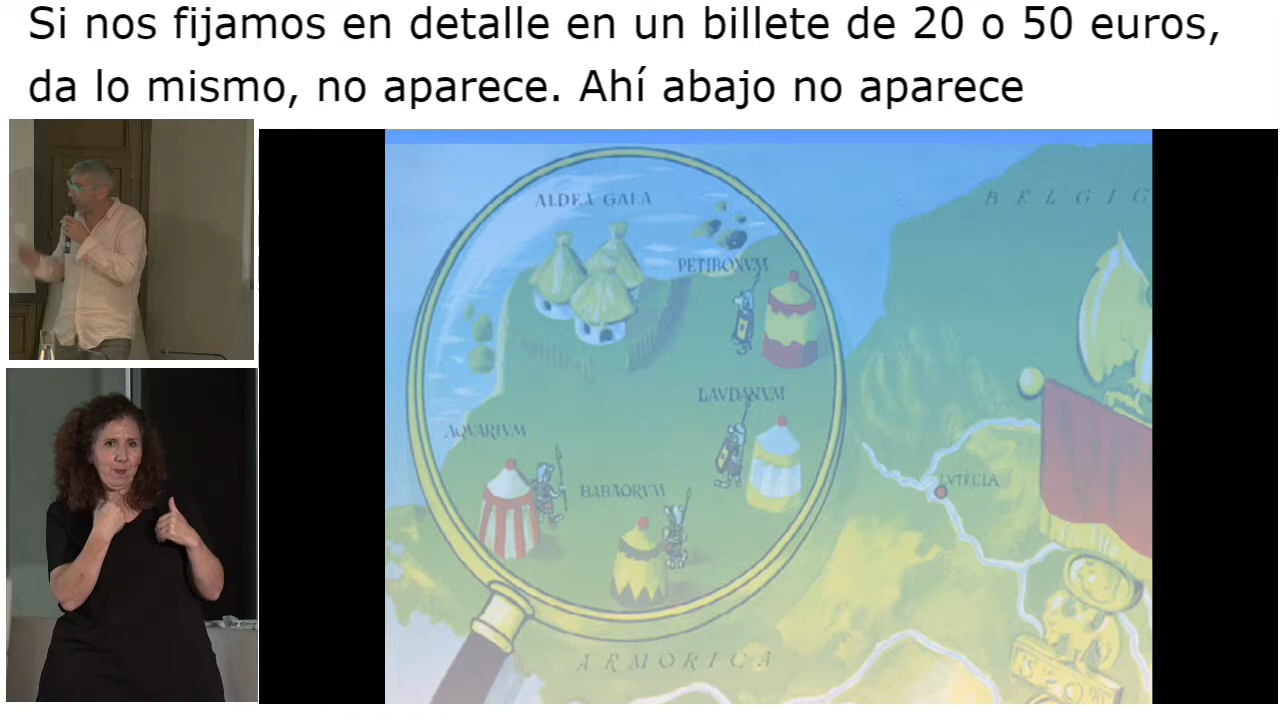 Si nos fijamos en detalle en un billete de 20 o 50 euros,
da lo mismo, no aparece. Ahí abajo no aparece
ALDEA GALA
BELGIC
PETIBONVM
LAVDANVM
AQVARIVM
BABAORVM
LVTECIA
ARMORICA